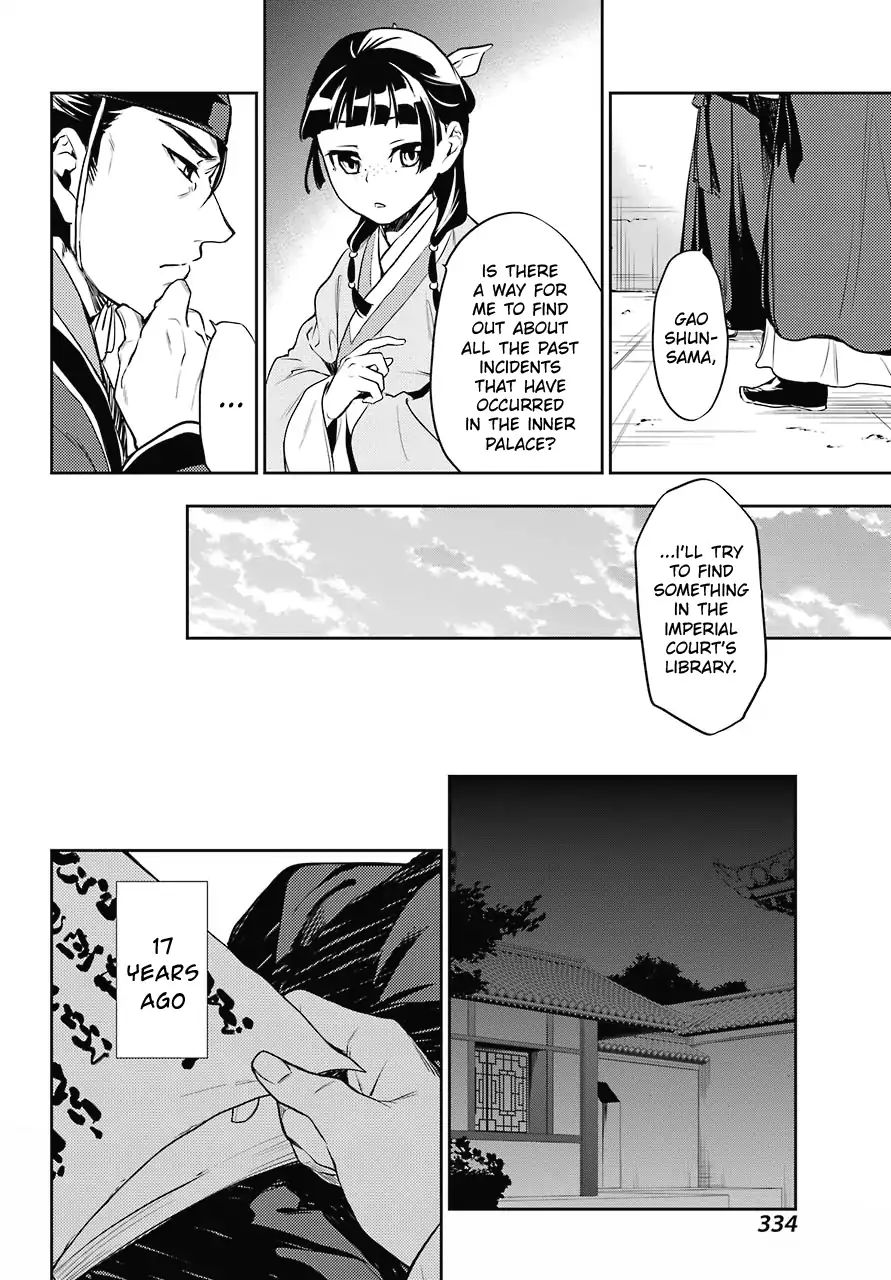 GAO
SHUN-
SAMA,
IS THERE
A WAY FOR
ME TO FIND
OUT ABOUT
ALL THE PAST
INCIDENTS
THAT HAVE
OCCURRED
IN THE INNER
PALACE?
...
...I'LL TRY
TO FIND
SOMETHING
IN THE
IMPERIAL
COURT'S
LIBRARY.
17
YEARS
AGO
334